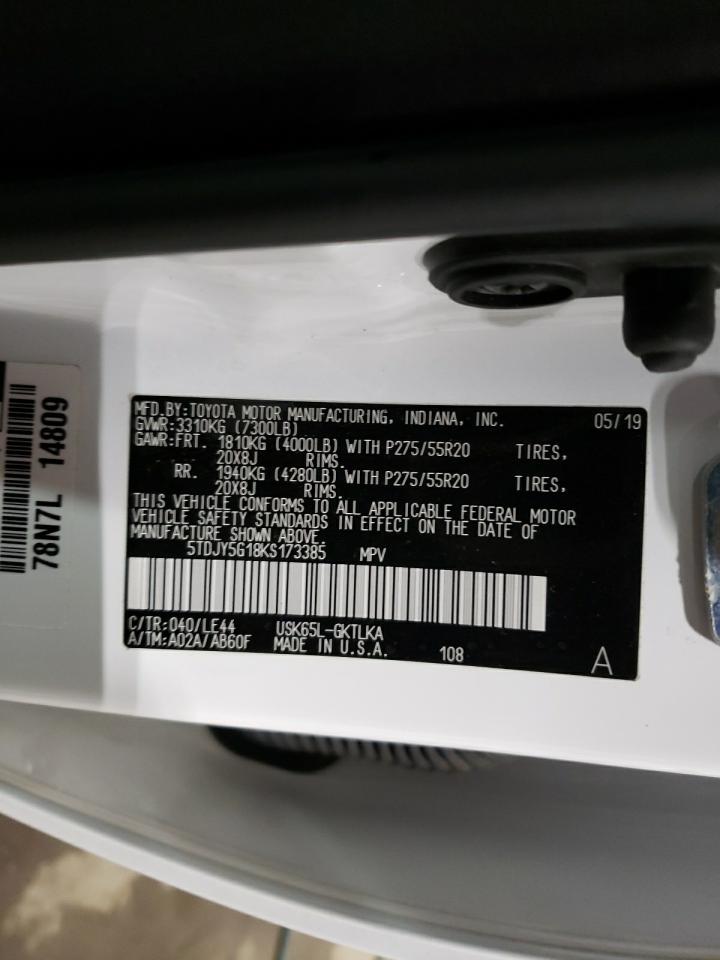 MFD.BY:TOYOTA MOTOR MANUFACTURING, INDIANA, INC. 05/19
GVWR:3310KG (7300LB)
GAWR:FRT. 1810KG (4000LB) WITH P275/55R20 TIRES,
20X8J RIMS.
RR. 1940KG (4280LB) WITH P275/55R20 TIRES,
20X8J RIMS.
THIS VEHICLE CONFORMS TO ALL APPLICABLE FEDERAL MOTOR
VEHICLE SAFETY STANDARDS IN EFFECT ON THE DATE OF
MANUFACTURE SHOWN ABOVE.
5TDJY5G18KS173385 MPV
C/TR:040/LE44 USK65L-GKTLKA
A/TM:A02A/AB60F MADE IN U.S.A. 108 A
78N7L 14809